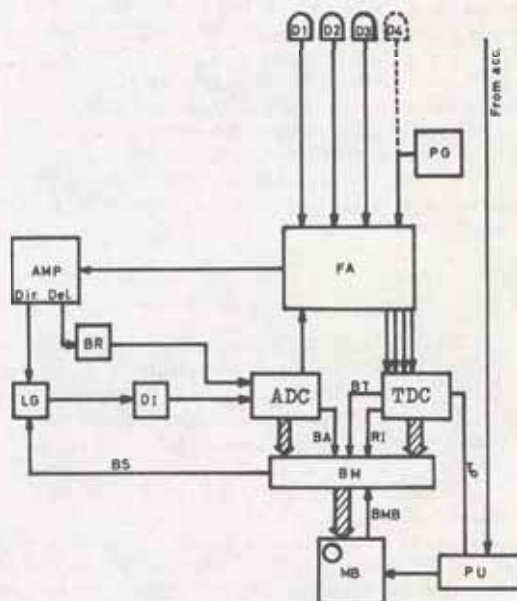 D1 D2 D3 D4
From acc.
PG
FA
AMP
Dir. Del.
BR
LG
DI
ADC
TDC
BA
BT
RI
BS
BM
BMB
T₀
MB
PU